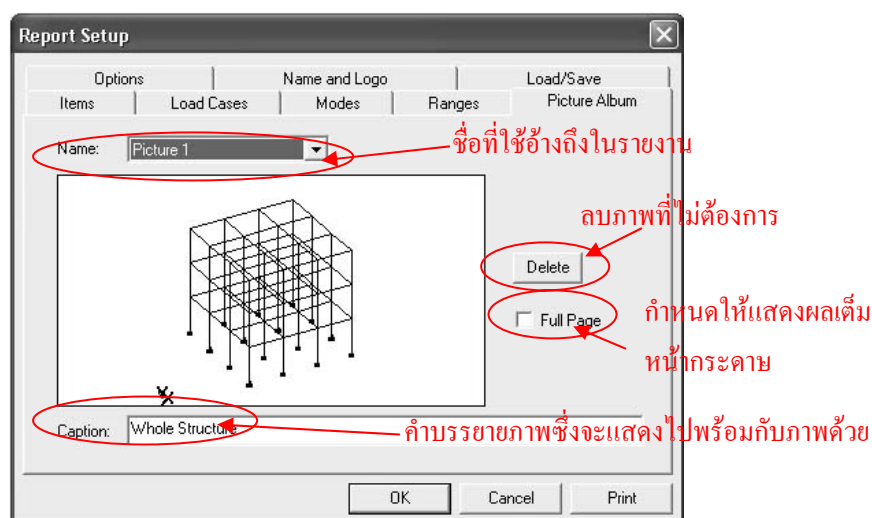 Report Setup
Options Name and Logo Load/Save
Items Load Cases Modes Ranges Picture Album
Name: Picture 1
ชื่อที่ใช้อ้างถึงในรายงาน
ลบภาพที่ไม่ต้องการ
Delete
Full Page
กำหนดให้แสดงผลเต็ม
หน้ากระดาษ
Caption: Whole Structure
คำบรรยายภาพซึ่งจะแสดงไปพร้อมกับภาพด้วย
OK Cancel Print